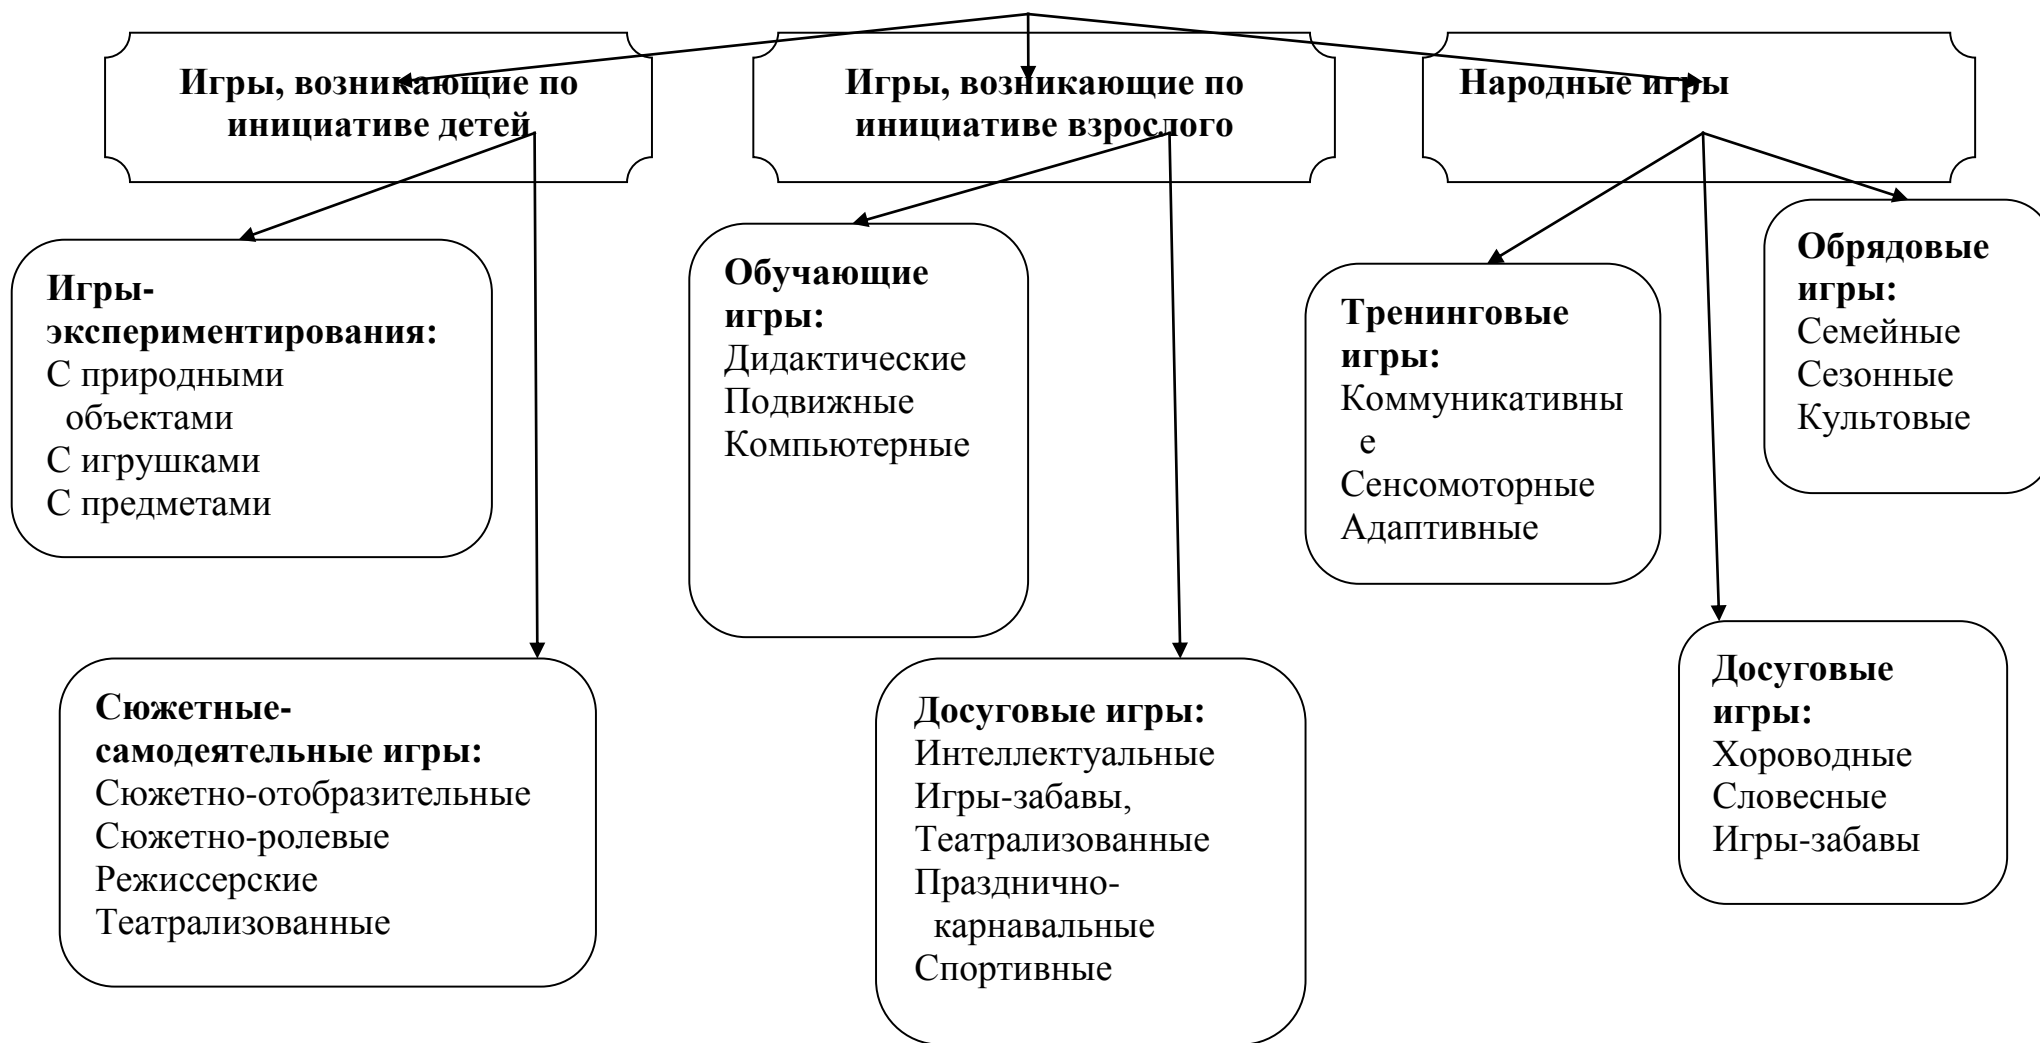 Игры, возникающие по
инициативе детей
Игры, возникающие по
инициативе взрослого
Народные игры
Игры-
экспериментирования:
С природными
объектами
С игрушками
С предметами
Обучающие
игры:
Дидактические
Подвижные
Компьютерные
Тренинговые
игры:
Коммуникативны
е
Сенсомоторные
Адаптивные
Обрядовые
игры:
Семейные
Сезонные
Культовые
Сюжетные-
самодеятельные игры:
Сюжетно-отобразительные
Сюжетно-ролевые
Режиссерские
Театрализованные
Досуговые игры:
Интеллектуальные
Игры-забавы,
Театрализованные
Празднично-
карнавальные
Спортивные
Досуговые
игры:
Хороводные
Словесные
Игры-забавы